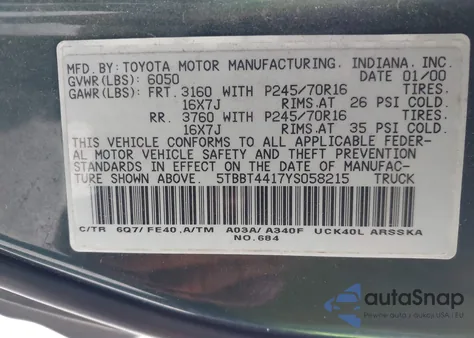 MFD. BY: TOYOTA MOTOR MANUFACTURING, INDIANA, INC.
GVWR(LBS): 6050 DATE 01/00
GAWR(LBS): FRT. 3160 WITH P245/70R16 TIRES.
16X7J RIMS.AT 26 PSI COLD.
RR. 3760 WITH P245/70R16 TIRES.
16X7J RIMS.AT 35 PSI COLD.
THIS VEHICLE CONFORMS TO ALL APPLICABLE FEDER-
AL MOTOR VEHICLE SAFETY AND THEFT PREVENTION
STANDARDS IN EFFECT ON THE DATE OF MANUFAC-
TURE SHOWN ABOVE. 5TBBT4417YS058215 TRUCK
C/TR 6Q7/ FE40,A/TM A03A/ A340F UCK40L ARSSKA
NO.684
autaSnap